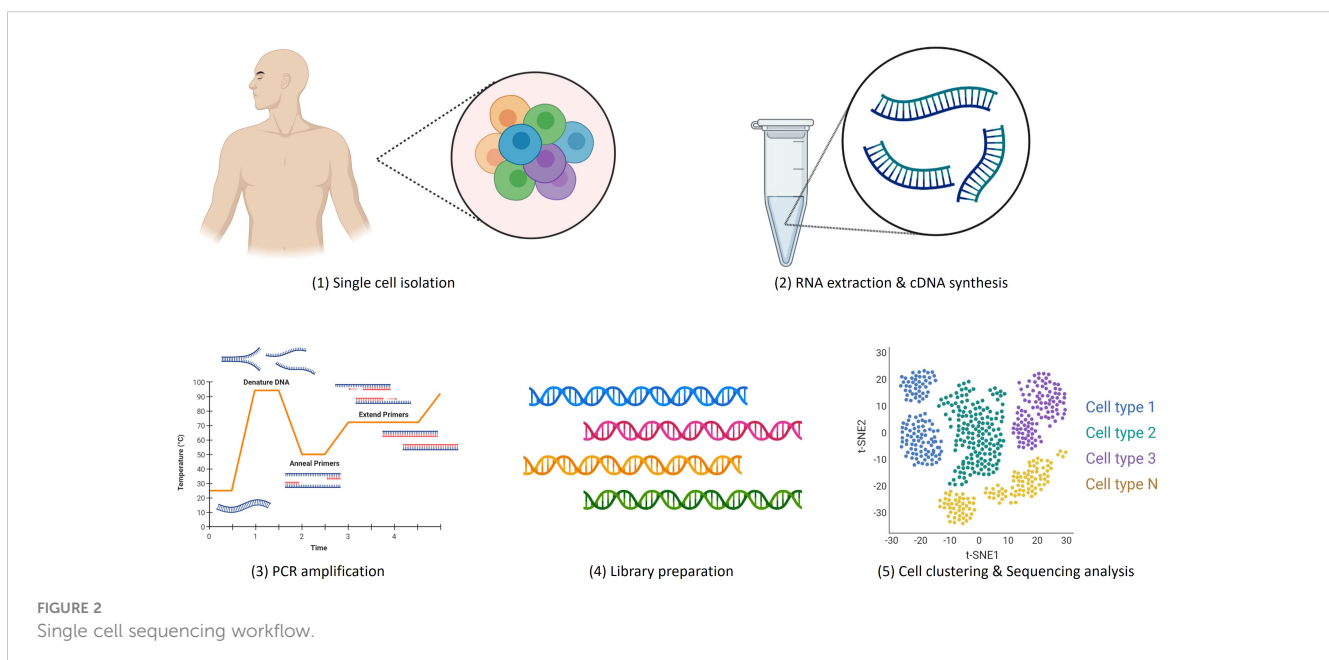 (1) Single cell isolation
(2) RNA extraction & cDNA synthesis
Temperature (°C)
100
90
80
70
60
50
40
30
20
10
0
Denature DNA
Anneal Primers
Extend Primers
0 1 2 3 4
Time
(3) PCR amplification
(4) Library preparation
t-SNE2
30
20
10
0
-10
-20
-30
-30 -20 -10 0 10 20 30
t-SNE1
Cell type 1
Cell type 2
Cell type 3
Cell type N
(5) Cell clustering & Sequencing analysis
FIGURE 2
Single cell sequencing workflow.